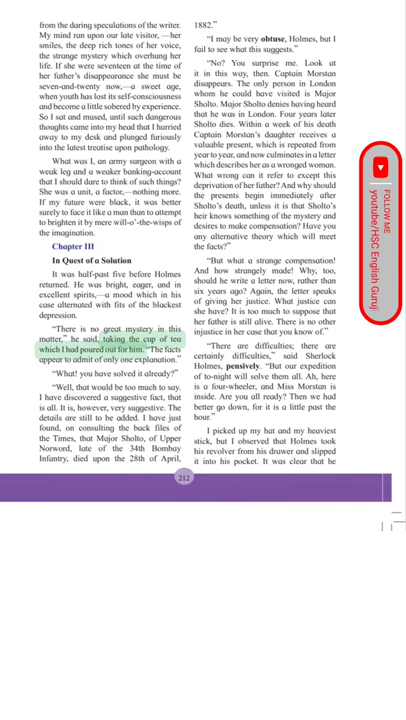 from the daring speculations of the writer.
My mind ran upon our late visitor, —her
smiles, the deep rich tones of her voice,
the strange mystery which overhung her
life. If she were seventeen at the time of
her father's disappearance she must be
seven-and-twenty now,—a sweet age,
when youth has lost its self-consciousness
and become a little sobered by experience.
So I sat and mused, until such dangerous
thoughts came into my head that I hurried
away to my desk and plunged furiously
into the latest treatise upon pathology.
What was I, an army surgeon with a
weak leg and a weaker banking-account
that I should dare to think of such things?
She was a unit, a factor,—nothing more.
If my future were black, it was better
surely to face it like a man than to attempt
to brighten it by mere will-o'-the-wisps of
the imagination.
Chapter III
In Quest of a Solution
It was half-past five before Holmes
returned. He was bright, eager, and in
excellent spirits,—a mood which in his
case alternated with fits of the blackest
depression.
“There is no great mystery in this
matter,” he said, taking the cup of tea
which I had poured out for him. “The facts
appear to admit of only one explanation.”
“What! you have solved it already?”
“Well, that would be too much to say.
I have discovered a suggestive fact, that
is all. It is, however, very suggestive. The
details are still to be added. I have just
found, on consulting the back files of
the Times, that Major Sholto, of Upper
Norword, late of the 34th Bombay
Infantry, died upon the 28th of April,
1882.”
“I may be very obtuse, Holmes, but I
fail to see what this suggests.”
“No? You surprise me. Look at
it in this way, then. Captain Morstan
disappears. The only person in London
whom he could have visited is Major
Sholto. Major Sholto denies having heard
that he was in London. Four years later
Sholto dies. Within a week of his death
Captain Morstan's daughter receives a
valuable present, which is repeated from
year to year, and now culminates in a letter
which describes her as a wronged woman.
What wrong can it refer to except this
deprivation of her father? And why should
the presents begin immediately after
Sholto's death, unless it is that Sholto's
heir knows something of the mystery and
desires to make compensation? Have you
any alternative theory which will meet
the facts?”
“But what a strange compensation!
And how strangely made! Why, too,
should he write a letter now, rather than
six years ago? Again, the letter speaks
of giving her justice. What justice can
she have? It is too much to suppose that
her father is still alive. There is no other
injustice in her case that you know of.”
“There are difficulties; there are
certainly difficulties,” said Sherlock
Holmes, pensively. “But our expedition
of to-night will solve them all. Ah, here
is a four-wheeler, and Miss Morstan is
inside. Are you all ready? Then we had
better go down, for it is a little past the
hour.”
I picked up my hat and my heaviest
stick, but I observed that Holmes took
his revolver from his drawer and slipped
it into his pocket. It was clear that he
212
FOLLOW ME
youtube/HSC English Guruji